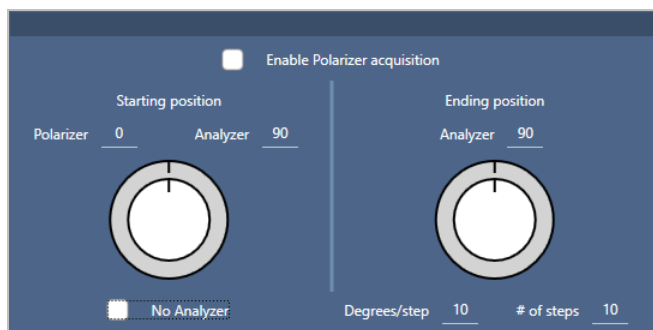 Enable Polarizer acquisition
Starting position
Polarizer 0 Analyzer 90
No Analyzer
Ending position
Analyzer 90
Degrees/step 10 # of steps 10